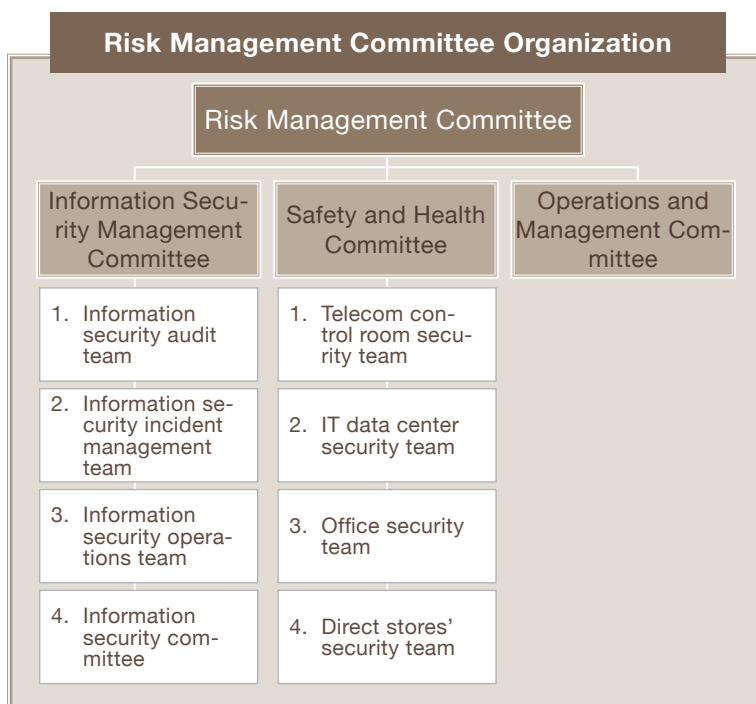 Risk Management Committee Organization
Risk Management Committee
Information Secu-
rity Management
Committee
Safety and Health
Committee
Operations and
Management Com-
mittee
1. Information
security audit
team
2. Information se-
curity incident
management
team
3. Information
security opera-
tions team
4. Information
security com-
mittee
1. Telecom con-
trol room secu-
rity team
2. IT data center
security team
3. Office security
team
4. Direct stores’
security team